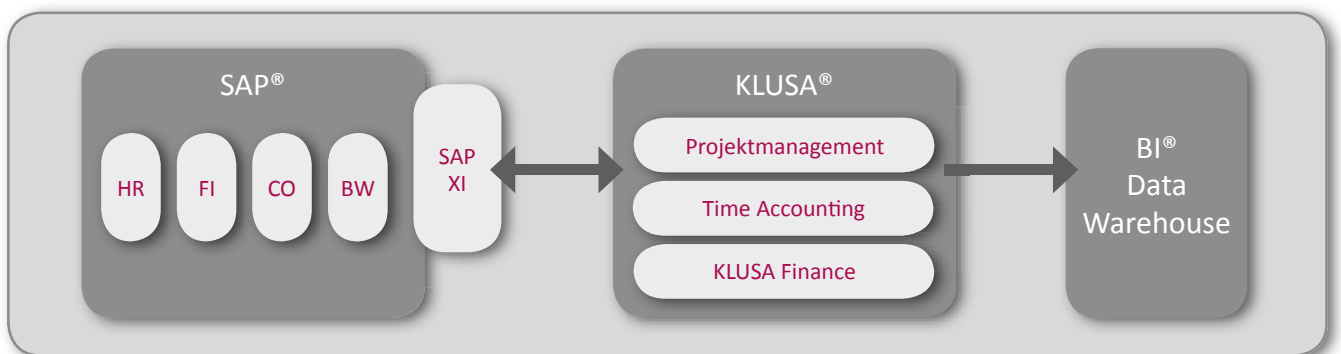 SAP®
HR
FI
CO
BW
SAP
XI
KLUSA®
Projektmanagement
Time Accounting
KLUSA Finance
BI®
Data
Warehouse